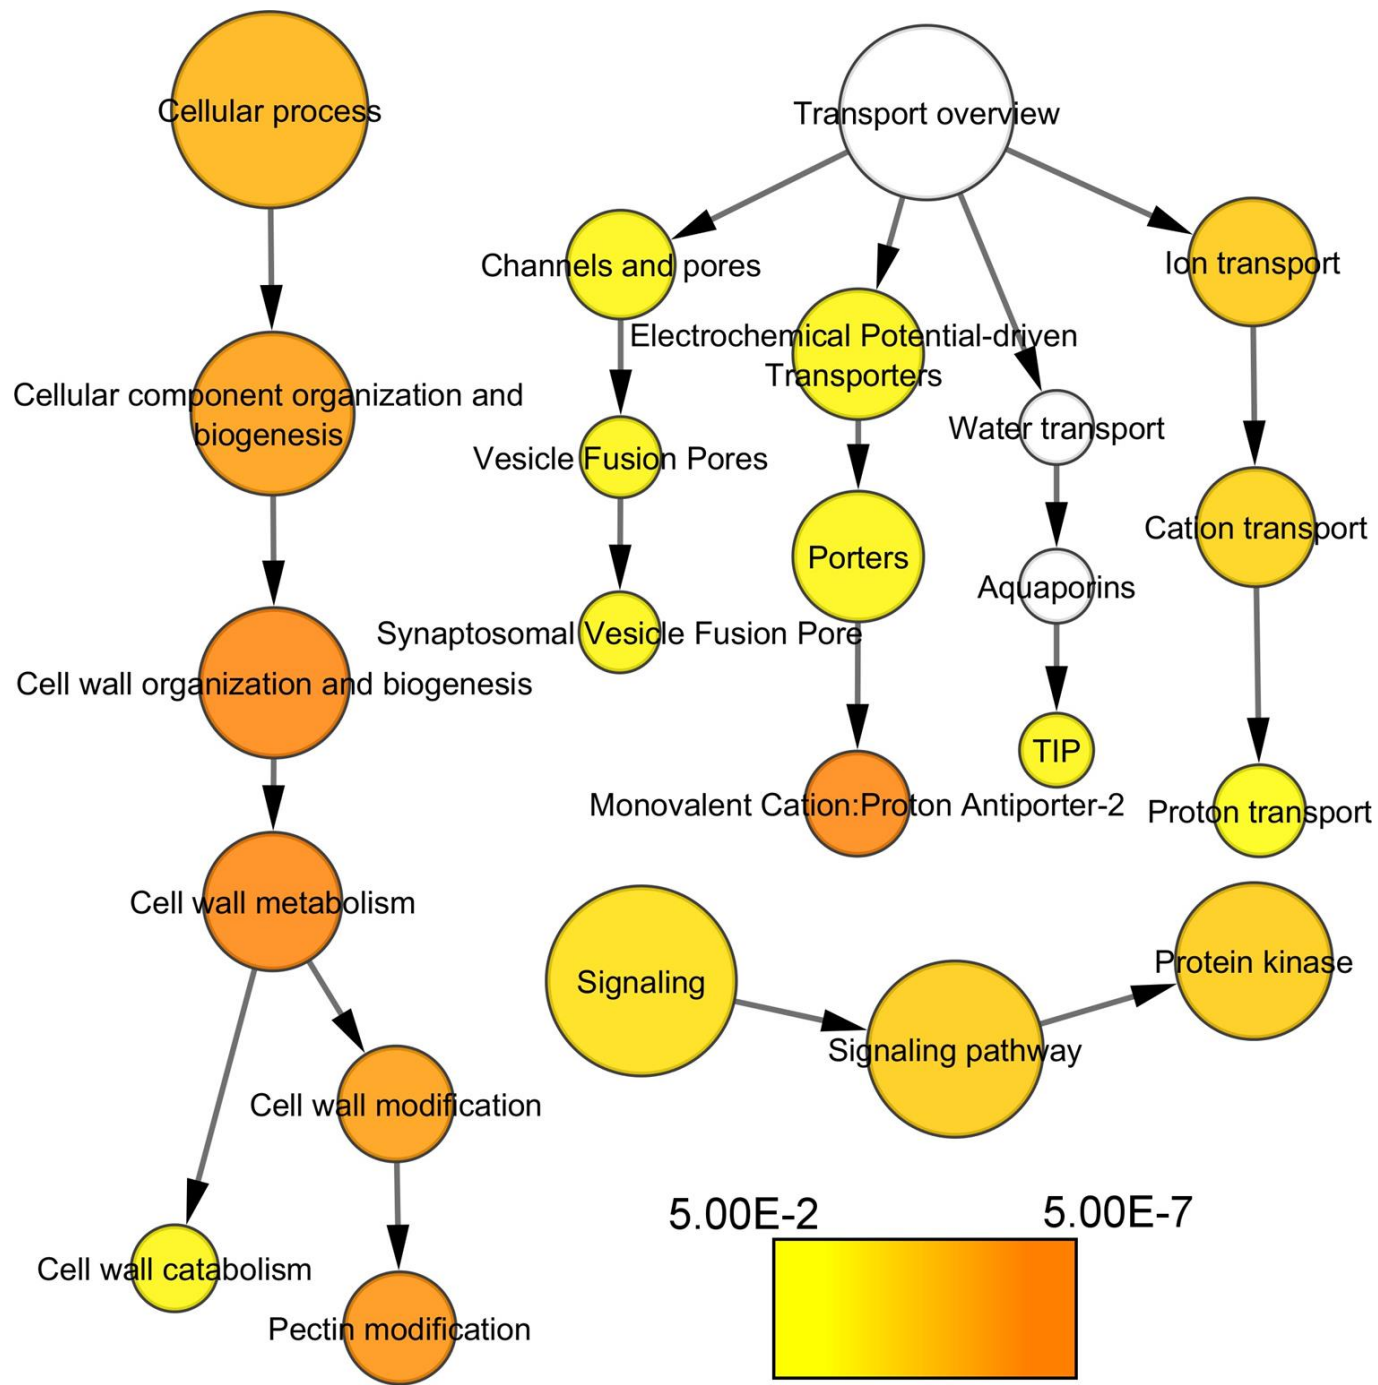 Cellular process
Cellular component organization and
biogenesis
Cell wall organization and biogenesis
Cell wall metabolism
Cell wall modification
Cell wall catabolism
Pectin modification
Transport overview
Channels and pores
Vesicle Fusion Pores
Synaptosomal Vesicle Fusion Pore
Electrochemical Potential-driven
Transporters
Porters
Monovalent Cation:Proton Antiporter-2
Water transport
Aquaporins
TIP
Ion transport
Cation transport
Proton transport
Signaling
Signaling pathway
Protein kinase
5.00E-2
5.00E-7